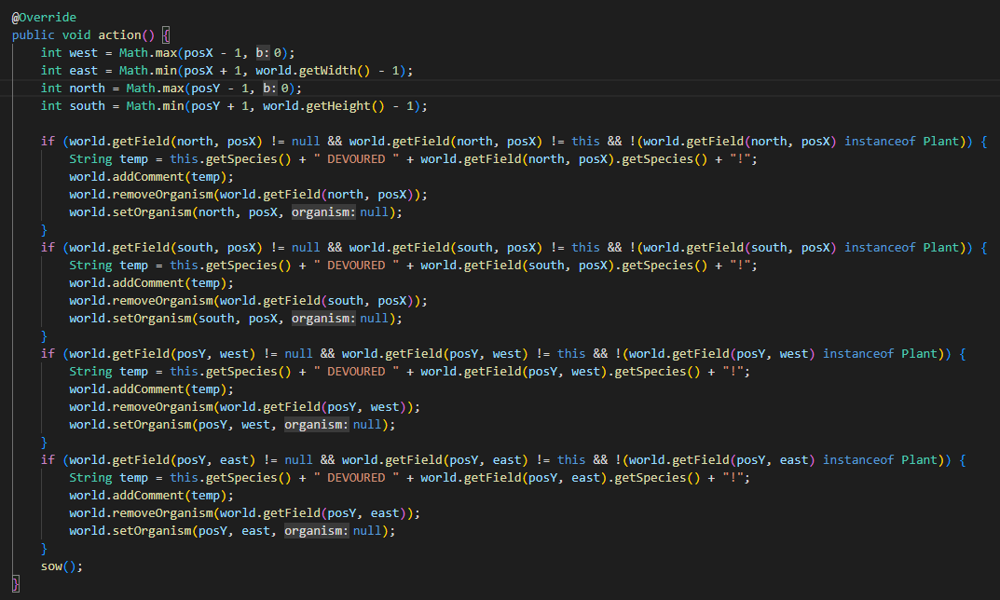 @Override
public void action() {
    int west = Math.max(posX - 1, b: 0);
    int east = Math.min(posX + 1, world.getWidth() - 1);
    int north = Math.max(posY - 1, b: 0);
    int south = Math.min(posY + 1, world.getHeight() - 1);

    if (world.getField(north, posX) != null && world.getField(north, posX) != this && !(world.getField(north, posX) instanceof Plant)) {
        String temp = this.getSpecies() + " DEVOURED " + world.getField(north, posX).getSpecies() + "!";
        world.addComment(temp);
        world.removeOrganism(world.getField(north, posX));
        world.setOrganism(north, posX, organism: null);
    }
    if (world.getField(south, posX) != null && world.getField(south, posX) != this && !(world.getField(south, posX) instanceof Plant)) {
        String temp = this.getSpecies() + " DEVOURED " + world.getField(south, posX).getSpecies() + "!";
        world.addComment(temp);
        world.removeOrganism(world.getField(south, posX));
        world.setOrganism(south, posX, organism: null);
    }
    if (world.getField(posY, west) != null && world.getField(posY, west) != this && !(world.getField(posY, west) instanceof Plant)) {
        String temp = this.getSpecies() + " DEVOURED " + world.getField(posY, west).getSpecies() + "!";
        world.addComment(temp);
        world.removeOrganism(world.getField(posY, west));
        world.setOrganism(posY, west, organism: null);
    }
    if (world.getField(posY, east) != null && world.getField(posY, east) != this && !(world.getField(posY, east) instanceof Plant)) {
        String temp = this.getSpecies() + " DEVOURED " + world.getField(posY, east).getSpecies() + "!";
        world.addComment(temp);
        world.removeOrganism(world.getField(posY, east));
        world.setOrganism(posY, east, organism: null);
    }
    sow();
}